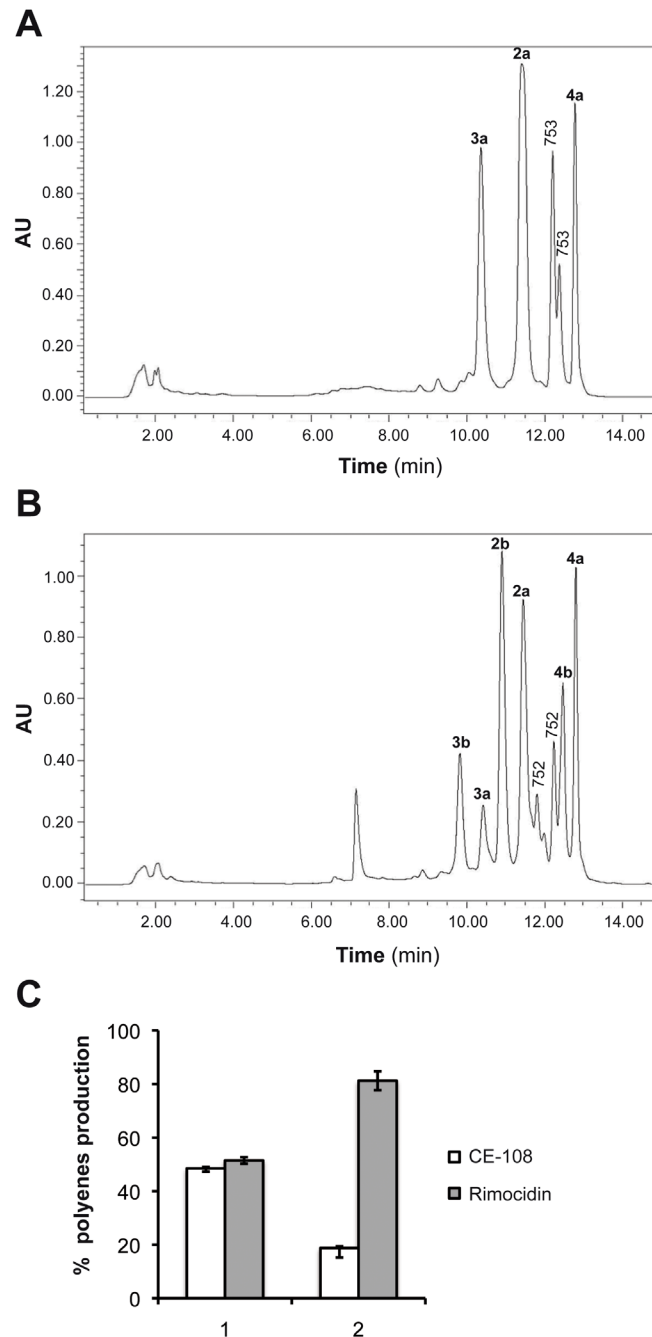 A
2a
4a
753
3a
753
1.20
1.00
0.80
0.60
0.40
0.20
0.00
AU
2.00 4.00 6.00 8.00 10.00 12.00 14.00
Time (min)
B
2b
4a
2a
4b
752
3b
3a
752
1.00
0.80
0.60
0.40
0.20
0.00
AU
2.00 4.00 6.00 8.00 10.00 12.00 14.00
Time (min)
C
100
80
60
40
20
0
% polyenes production
CE-108
Rimocidin
1 2